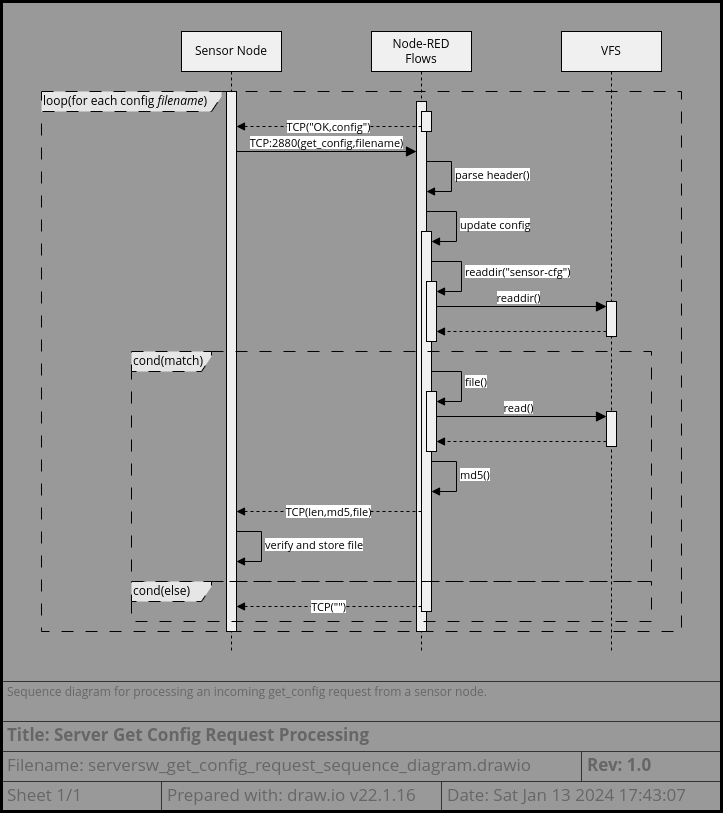 Sensor Node
Node-RED
Flows
VFS
loop(for each config filename)
TCP("OK,config")
TCP:2880(get_config,filename)
parse header()
update config
readdir("sensor-cfg")
readdir()
cond(match)
file()
read()
md5()
TCP(len,md5,file)
verify and store file
cond(else)
TCP("")
Sequence diagram for processing an incoming get_config request from a sensor node.
Title: Server Get Config Request Processing
Filename: serversw_get_config_request_sequence_diagram.drawio
Rev: 1.0
Sheet 1/1
Prepared with: draw.io v22.1.16
Date: Sat Jan 13 2024 17:43:07